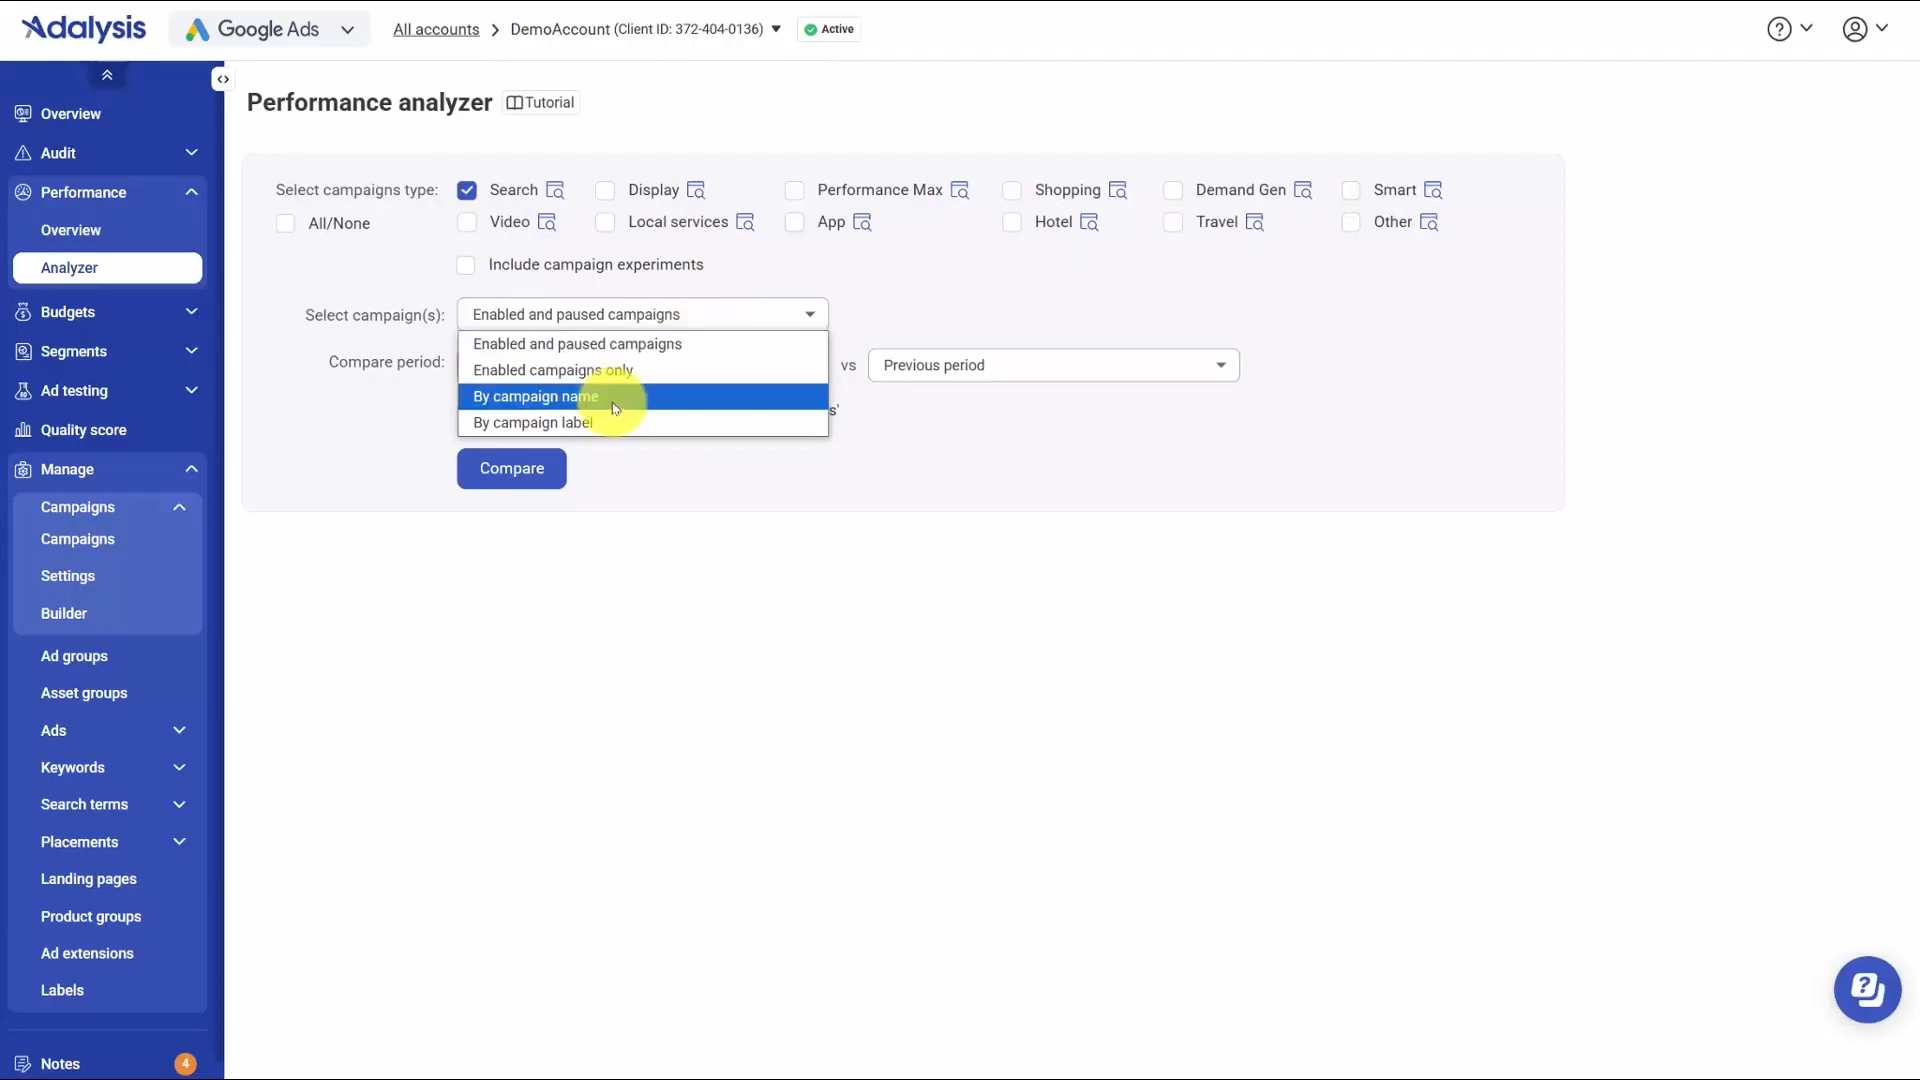 Adalysis
Google Ads
All accounts
DemoAccount (Client ID: 372-404-0136)
Active
Overview
Audit
Performance
Overview
Analyzer
Budgets
Segments
Ad testing
Quality score
Manage
Campaigns
Campaigns
Settings
Builder
Ad groups
Asset groups
Ads
Keywords
Search terms
Placements
Landing pages
Product groups
Ad extensions
Labels
Notes 4
Performance analyzer
Tutorial
Select campaigns type: Search Display Performance Max Shopping Demand Gen Smart
All/None Video Local services App Hotel Travel Other
Include campaign experiments
Select campaign(s): Enabled and paused campaigns
Enabled and paused campaigns
Enabled campaigns only
By campaign name
By campaign label
Compare period: vs Previous period
s'
Compare